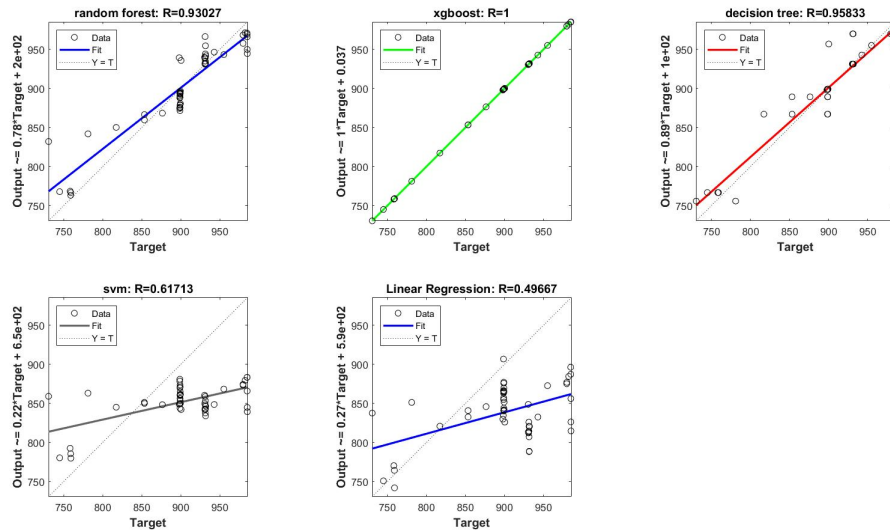 random forest: R=0.93027
Output ~= 0.78*Target + 2e+02
950
900
850
800
750
Data
Fit
Y = T
750 800 850 900 950
Target
xgboost: R=1
Output ~= 1*Target + 0.037
950
900
850
800
750
Data
Fit
Y = T
750 800 850 900 950
Target
decision tree: R=0.95833
Output ~= 0.89*Target + 1e+02
950
900
850
800
750
Data
Fit
Y = T
750 800 850 900 950
Target
svm: R=0.61713
Output ~= 0.22*Target + 6.5e+02
950
900
850
800
750
Data
Fit
Y = T
750 800 850 900 950
Target
Linear Regression: R=0.49667
Output ~= 0.27*Target + 5.9e+02
950
900
850
800
750
Data
Fit
Y = T
750 800 850 900 950
Target